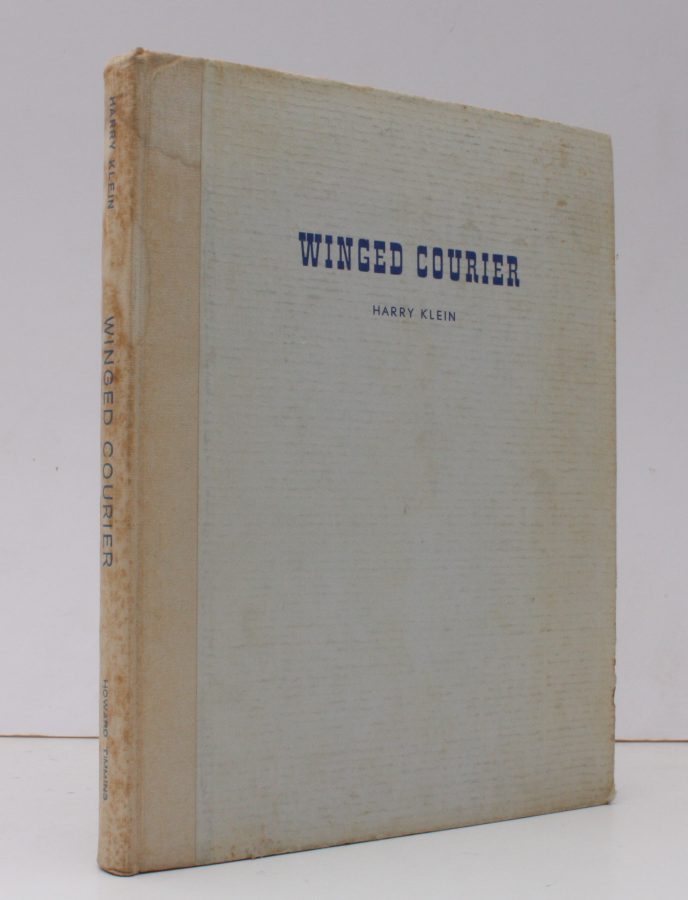 WINGED COURIER
HARRY KLEIN
HARRY KLEIN
WINGED COURIER
HOWARD TIMMINS